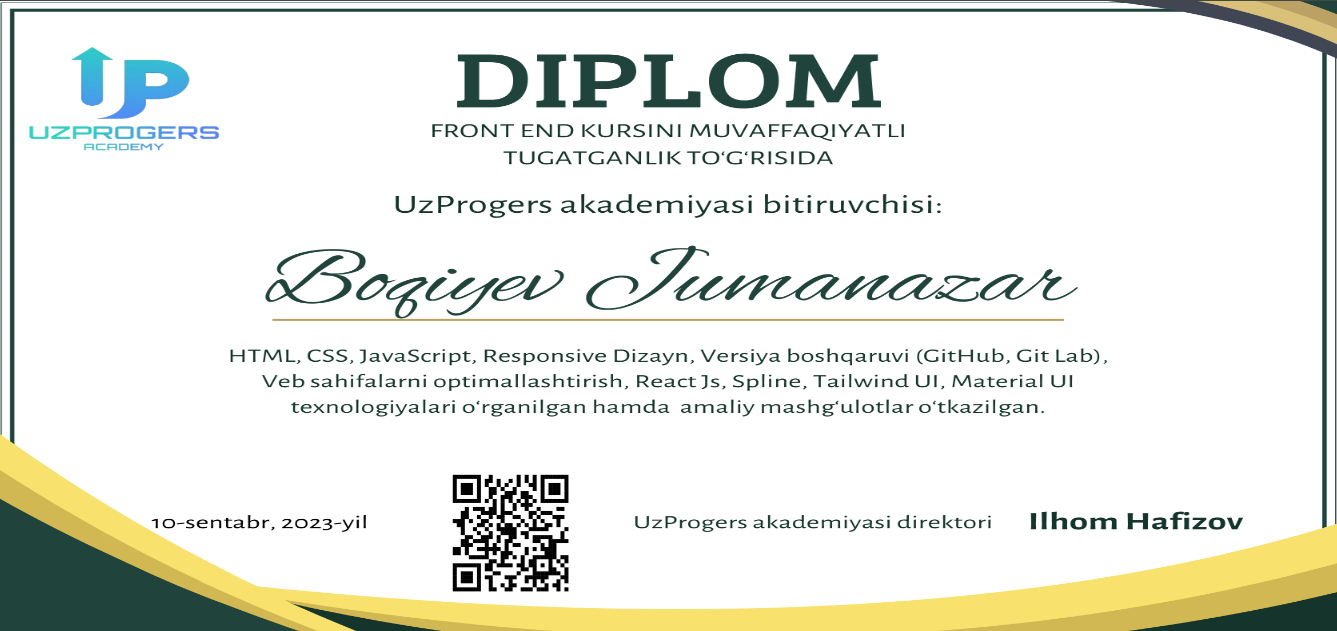 UZPROGERS
ACADEMY
DIPLOM
FRONT END KURSINI MUVAFFAQIYATLI
TUGATGANLIK TO‘G‘RISIDA
UzProgers akademiyasi bitiruvchisi:
Boqiyev Jumanazar
HTML, CSS, JavaScript, Responsive Dizayn, Versiya boshqaruvi (GitHub, Git Lab),
Veb sahifalarni optimallashtirish, React Js, Spline, Tailwind UI, Material UI
texnologiyalari o‘rganilgan hamda amaliy mashg‘ulotlar o‘tkazilgan.
10-sentabr, 2023-yil
UzProgers akademiyasi direktori Ilhom Hafizov